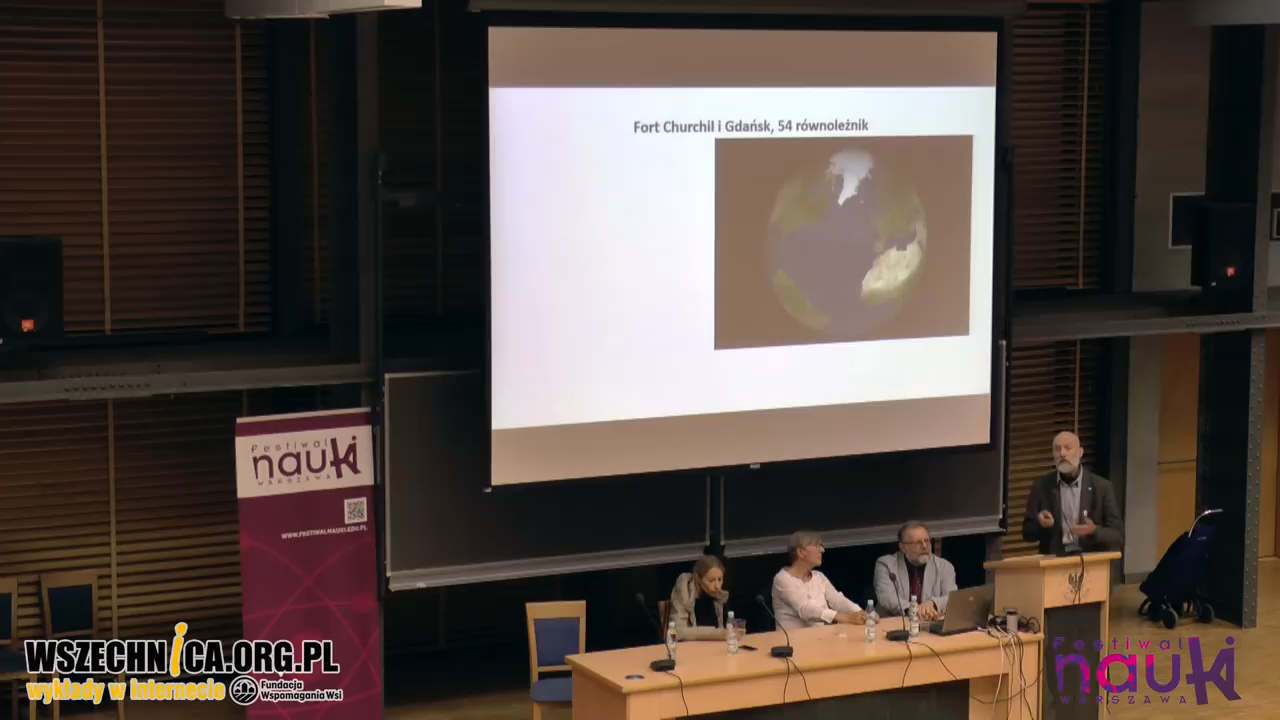 Fort Churchil i Gdańsk, 54 równoleżnik
Festiwal
nauki
WARSZAWA
WWW.FESTIWALNAUKI.EDU.PL
WSZECHNICA.ORG.PL
wykłady w Internecie
Fundacja
Wspomagania Wsi
Festiwal
nauki
WARSZAWA